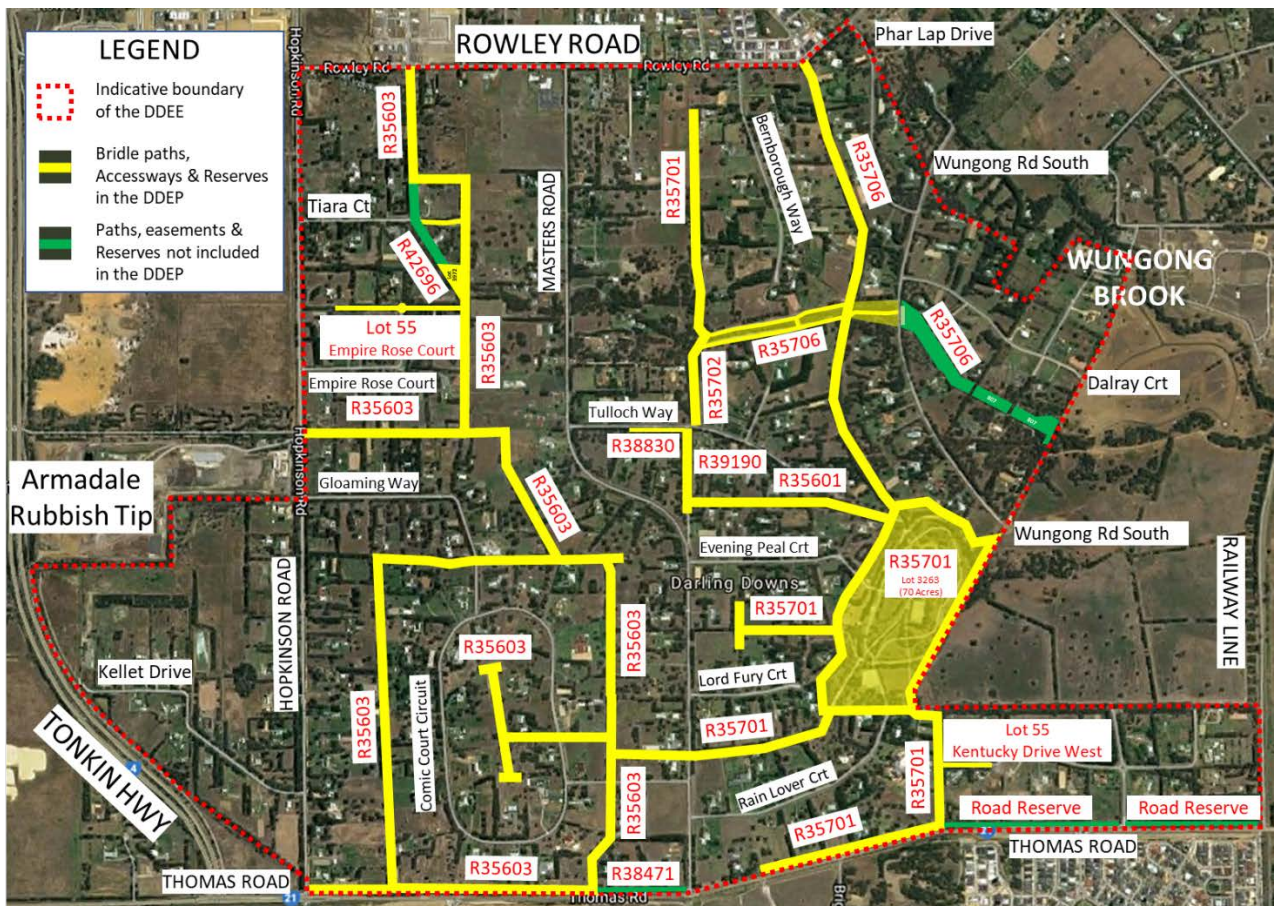 LEGEND
Indicative boundary
of the DDEE
Bridle paths,
Accessways & Reserves
in the DDEP
Paths, easements &
Reserves not included
in the DDEP
ROWLEY ROAD
Phar Lap Drive
Hopkinson Rd
Rowley Rd
Rowley Rd
R35603
R35701
Bernborough Way
R35706
Wungong Rd South
Tiara Ct
MASTERS ROAD
R42696
WUNGONG
BROOK
Lot 55
Empire Rose Court
R35603
R35706
R35706
R35702
Dalray Crt
Empire Rose Court
R35603
Tulloch Way
R38830
Hopkinson Rd
R39190
807
807
Armadale
Rubbish Tip
Gloaming Way
R35603
R35601
Evening Peal Crt
Wungong Rd South
R35701
Lot 3263
(70 Acres)
Darling Downs
RAILWAY LINE
HOPKINSON ROAD
R35701
R35603
R35603
Kellet Drive
Lord Fury Crt
R35603
Comic Court Circuit
TONKIN HWY
4
R35701
Lot 55
Kentucky Drive West
R35701
Rain Lover Crt
R35603
Road Reserve
Road Reserve
R35701
THOMAS ROAD
R35603
R38471
THOMAS ROAD
21
Thomas Rd